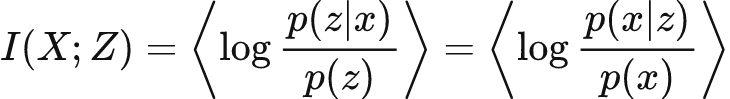 I(X; Z) = ⟨log p(z|x)/p(z)⟩ = ⟨log p(x|z)/p(x)⟩